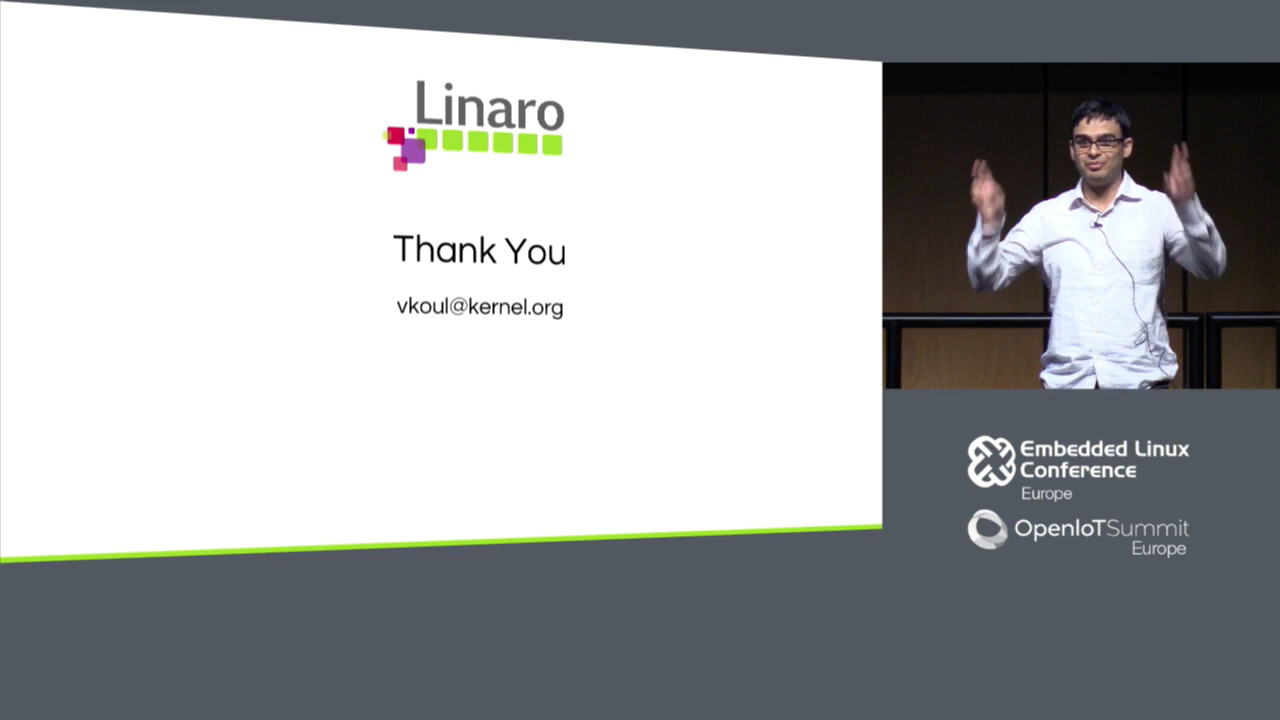 Linaro
Thank You
vkoul@kernel.org
Embedded Linux
Conference
Europe
OpenIoTSummit
Europe